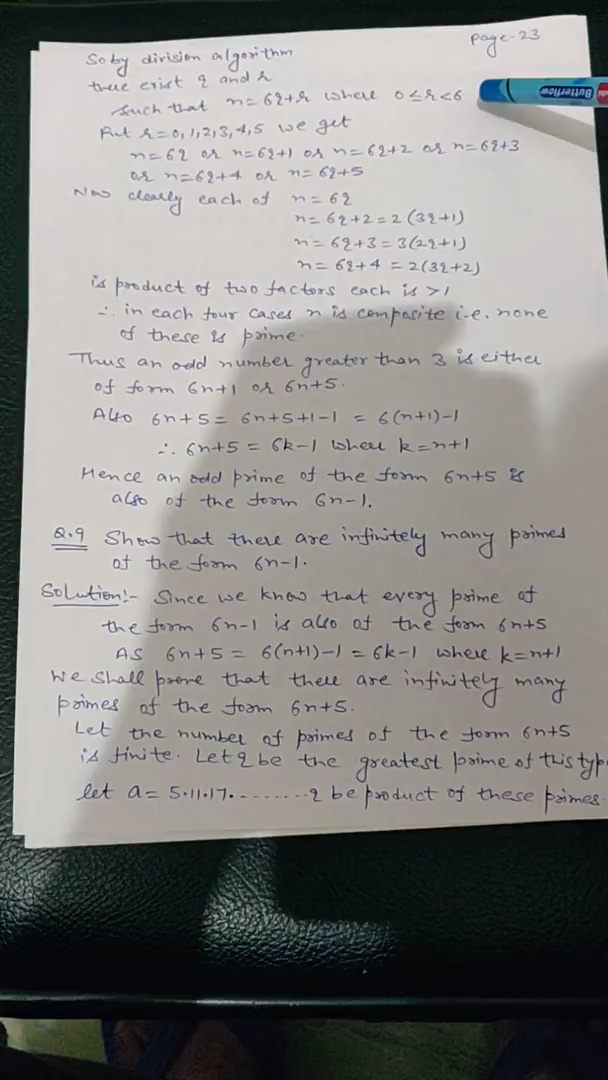 page-23
So by division algorithm
there exist q and r
such that n=6q+r where 0≤r<6
Butterflow
Put r=0,1,2,3,4,5 we get
n=6q or n=6q+1 or n=6q+2 or n=6q+3
or n=6q+4 or n=6q+5
Now clearly each of n=6q
n=6q+2=2(3q+1)
n=6q+3=3(2q+1)
n=6q+4=2(3q+2)
is product of two factors each is >1
∴ in each four cases n is composite i.e. none
of these is prime.
Thus an odd number greater than 3 is either
of form 6n+1 or 6n+5.
Also 6n+5=6n+5+1-1=6(n+1)-1
∴ 6n+5=6k-1 where k=n+1
Hence an odd prime of the form 6n+5 is
also of the form 6n-1.
Q.9 Show that there are infinitely many primes
of the form 6n-1.
Solution:- Since we know that every prime of
the form 6n-1 is also of the form 6n+5
As 6n+5=6(n+1)-1=6k-1 where k=n+1
We shall prove that there are infinitely many
primes of the form 6n+5.
Let the number of primes of the form 6n+5
is finite. Let q be the greatest prime of this typ
let a=5.11.17.........q be product of these primes.